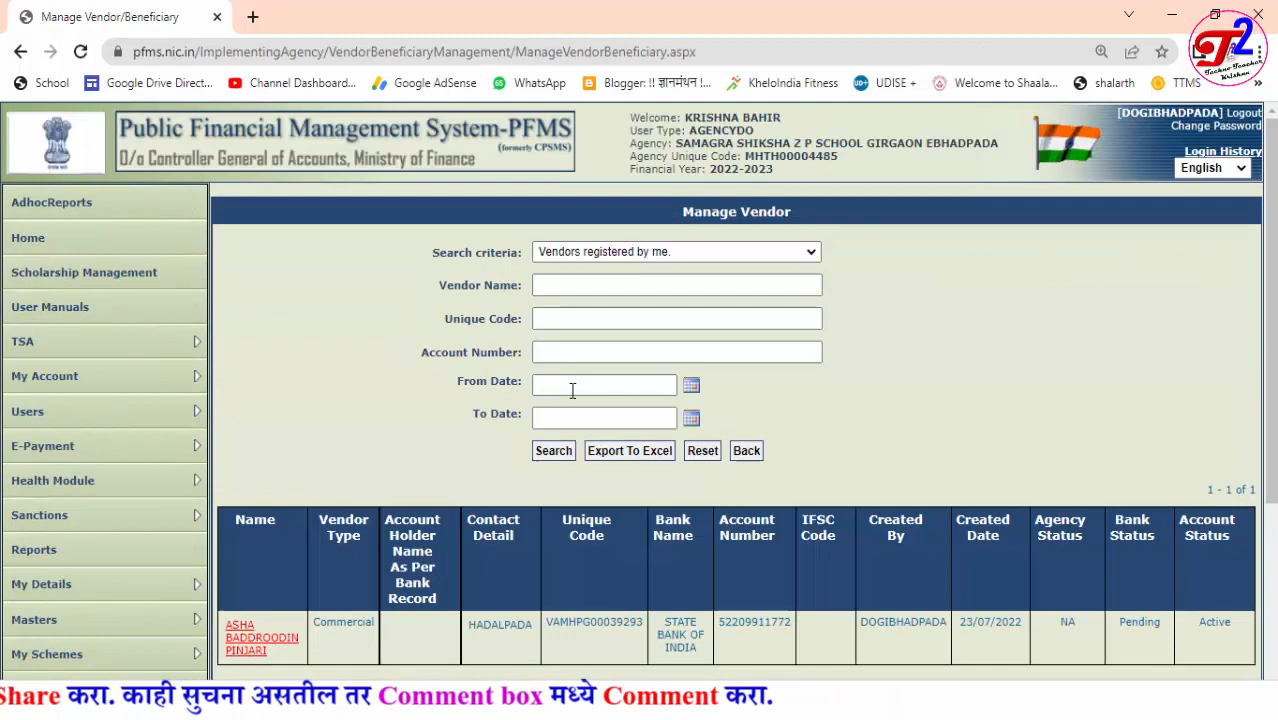 Manage Vendor/Beneficiary
T2
Techno Teacher
Krishna
pfms.nic.in/ImplementingAgency/VendorBeneficiaryManagement/ManageVendorBeneficiary.aspx
School
Google Drive Direct...
Channel Dashboard...
Google AdSense
WhatsApp
Blogger: !! ज्ञानमंथन !...
KheloIndia Fitness
UD+
UDISE +
Welcome to Shaala...
shalarth
TTMS
Public Financial Management System-PFMS
(formerly CPSMS)
O/o Controller General of Accounts, Ministry of Finance
Welcome: KRISHNA BAHIR
User Type: AGENCYDO
Agency: SAMAGRA SHIKSHA Z P SCHOOL GIRGAON EBHADPADA
Agency Unique Code: MHTH00004485
Financial Year: 2022-2023
[DOGIBHADPADA] Logout
Change Password
Login History
English
AdhocReports
Home
Scholarship Management
User Manuals
TSA
My Account
Users
E-Payment
Health Module
Sanctions
Reports
My Details
Masters
My Schemes
Manage Vendor
Search criteria: Vendors registered by me.
Vendor Name:
Unique Code:
Account Number:
From Date:
To Date:
Search Export To Excel Reset Back
1 - 1 of 1
Name
Vendor Type
Account Holder Name As Per Bank Record
Contact Detail
Unique Code
Bank Name
Account Number
IFSC Code
Created By
Created Date
Agency Status
Bank Status
Account Status
ASHA BADDROODIN PINJARI
Commercial
HADALPADA
VAMHPG00039293
STATE BANK OF INDIA
52209911772
DOGIBHADPADA
23/07/2022
NA
Pending
Active
Share करा. काही सुचना असतील तर Comment box मध्ये Comment करा.